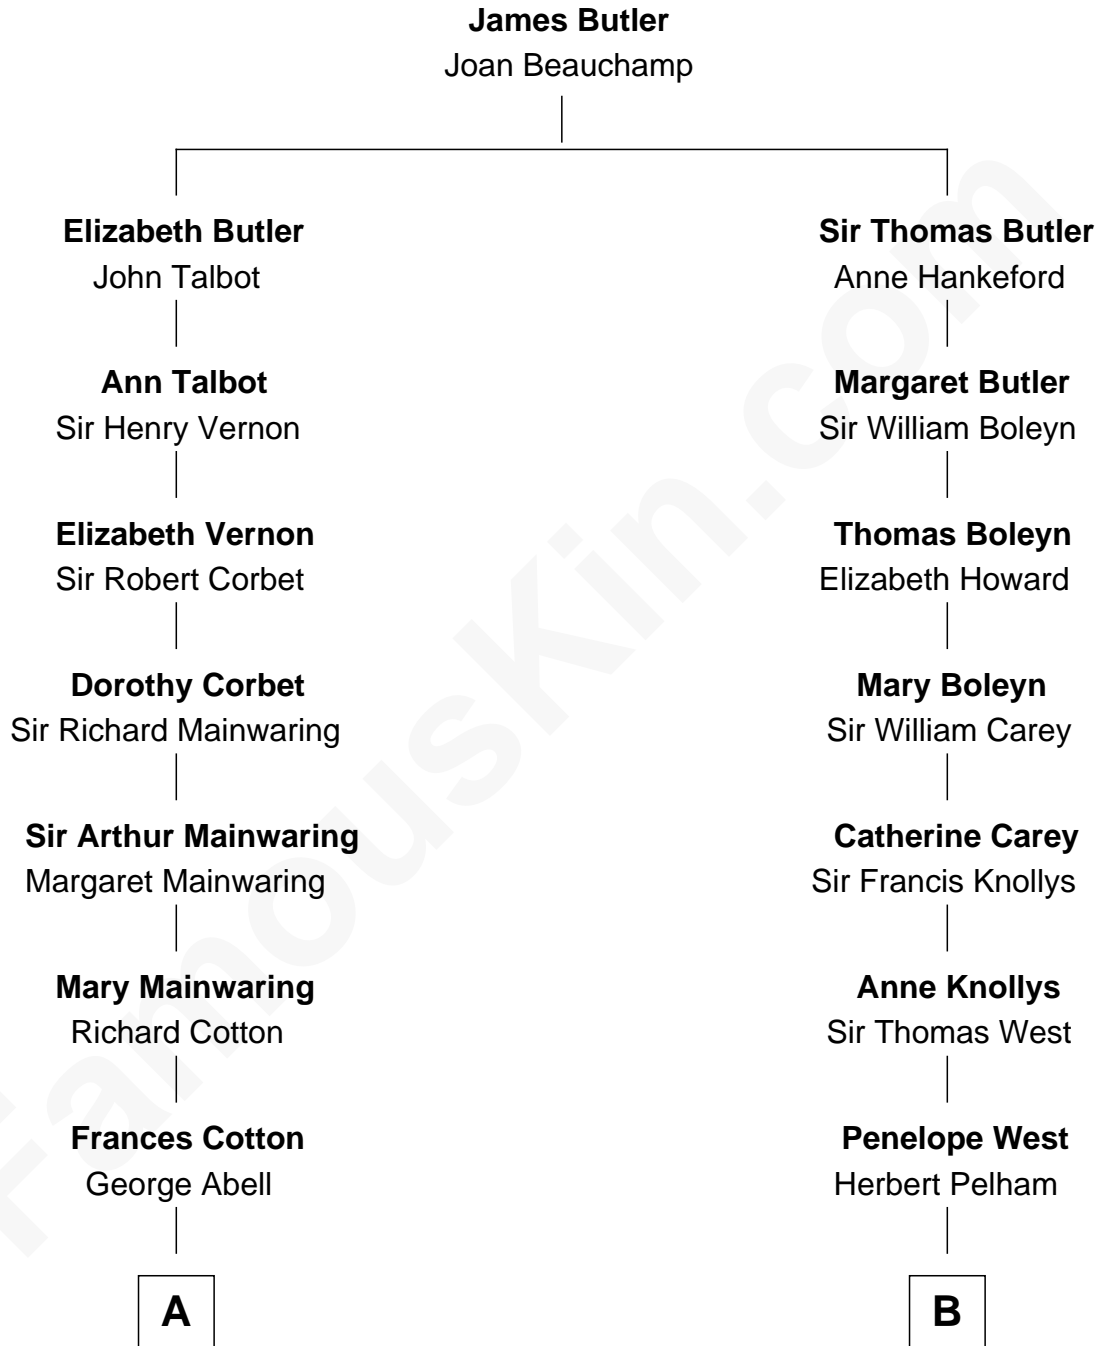 James Butler
Joan Beauchamp
Elizabeth Butler
John Talbot
Sir Thomas Butler
Anne Hankeford
Ann Talbot
Sir Henry Vernon
Margaret Butler
Sir William Boleyn
Elizabeth Vernon
Sir Robert Corbet
Thomas Boleyn
Elizabeth Howard
Dorothy Corbet
Sir Richard Mainwaring
Mary Boleyn
Sir William Carey
Sir Arthur Mainwaring
Margaret Mainwaring
Catherine Carey
Sir Francis Knollys
Mary Mainwaring
Richard Cotton
Anne Knollys
Sir Thomas West
Frances Cotton
George Abell
Penelope West
Herbert Pelham
A
B
FamousKin.com